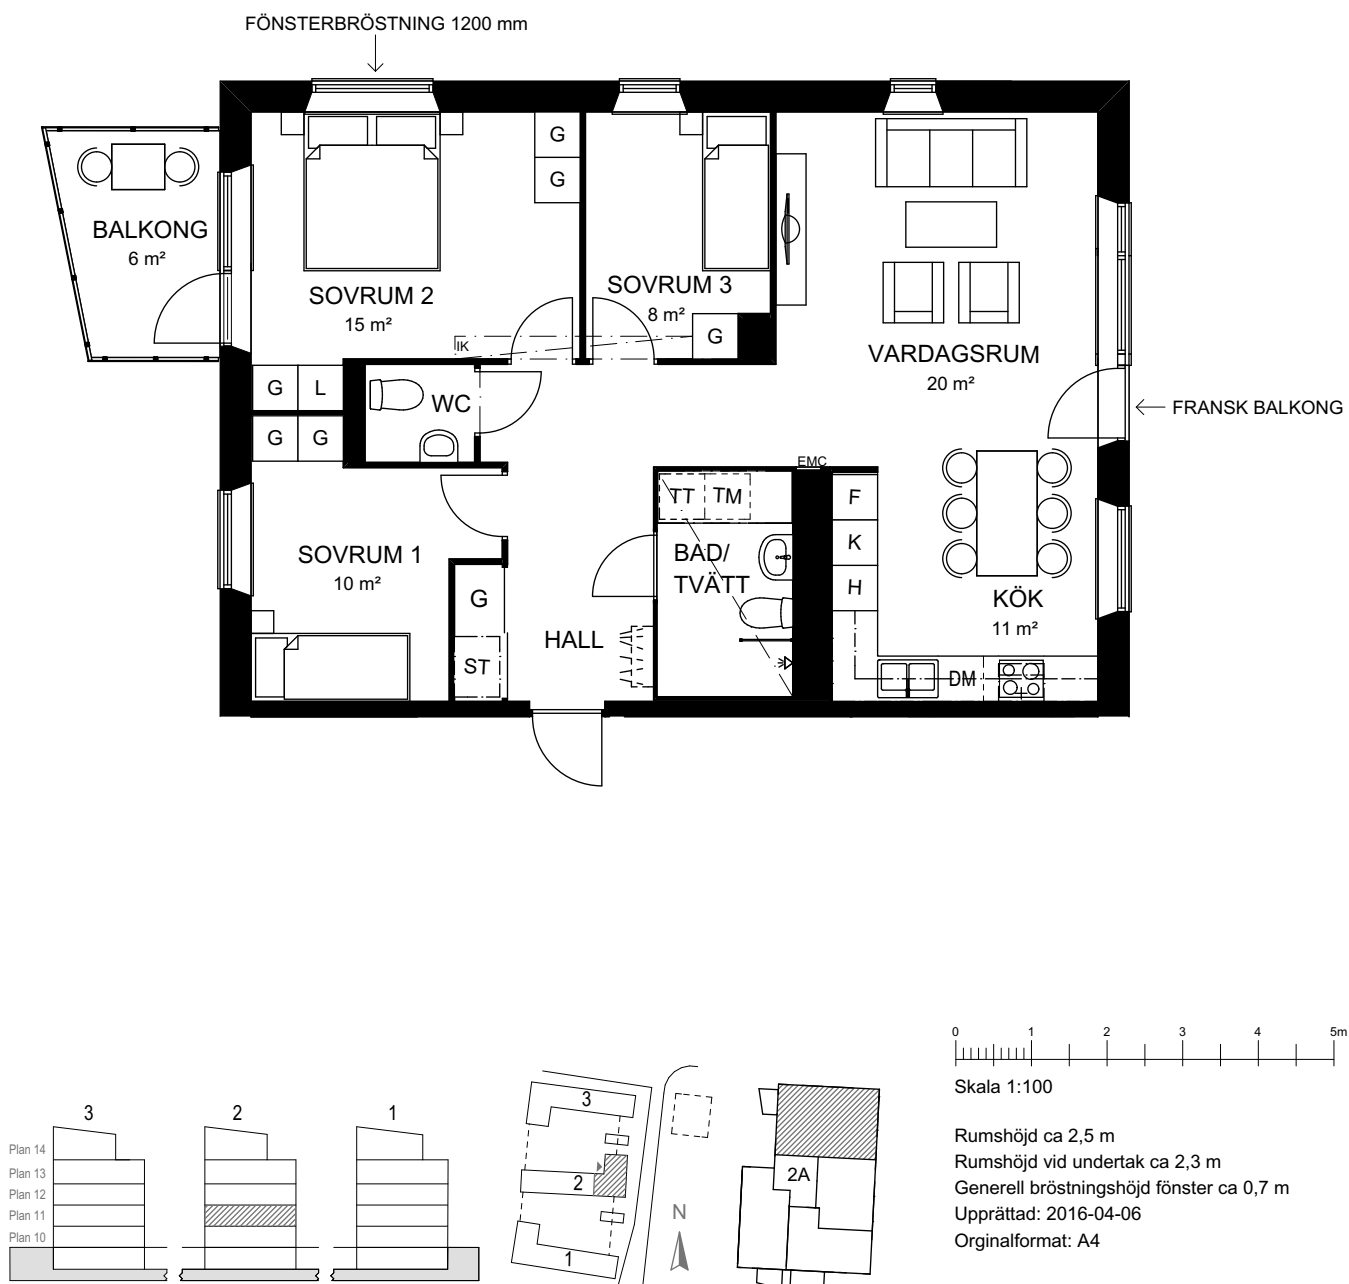 FÖNSTERBRÖSTNING 1200 mm
BALKONG
6 m²
SOVRUM 2
15 m²
G
G
SOVRUM 3
8 m²
G
IK
VARDAGSRUM
20 m²
FRANSK BALKONG
G L
G G
WC
EMC
TT TM
F
K
H
SOVRUM 1
10 m²
BAD/
TVÄTT
G
ST
HALL
KÖK
11 m²
DM
0 1 2 3 4 5m
Skala 1:100
Rumshöjd ca 2,5 m
Rumshöjd vid undertak ca 2,3 m
Generell bröstningshöjd fönster ca 0,7 m
Upprättad: 2016-04-06
Orginalformat: A4
3 2 1
Plan 14
Plan 13
Plan 12
Plan 11
Plan 10
3
2
1
N
2A